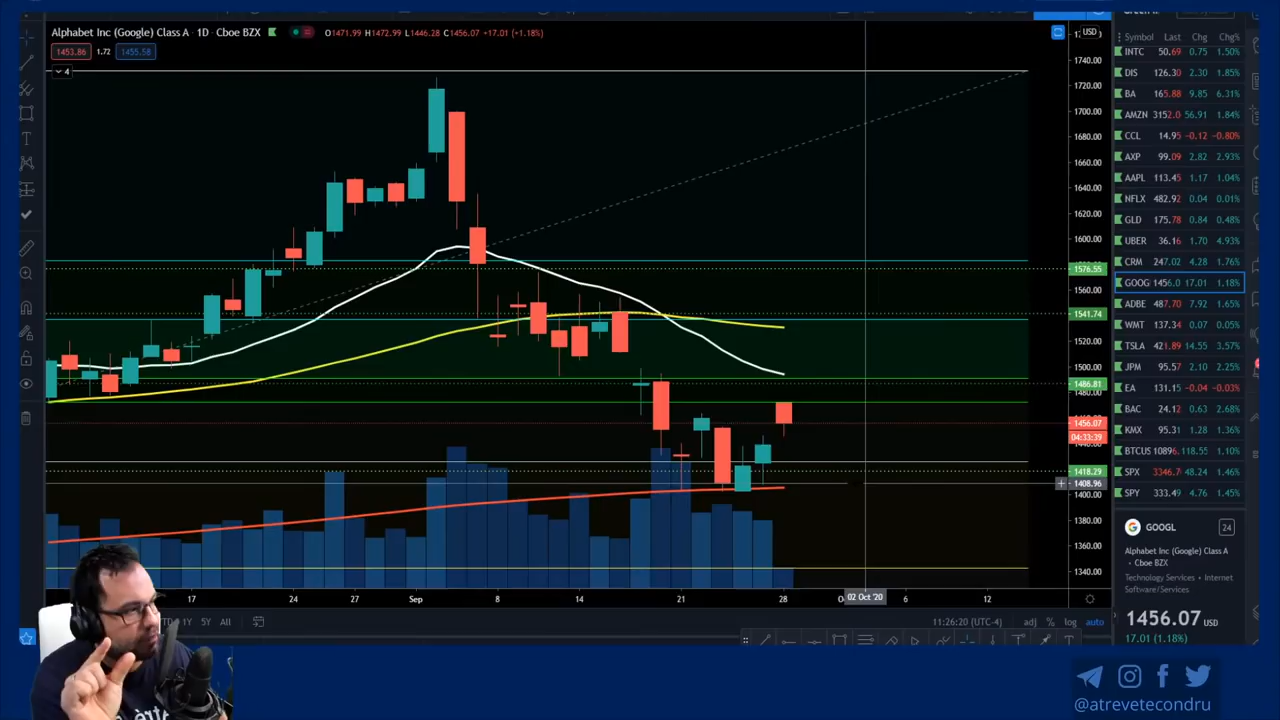 Alphabet Inc (Google) Class A · 1D · Cboe BZX O1471.99 H1472.99 L1446.28 C1456.07 +17.01 (+1.18%)
1453.86 1.72 1455.58
4
USD
1740.00
1720.00
1700.00
1680.00
1660.00
1640.00
1620.00
1600.00
1576.55
1560.00
1541.74
1520.00
1500.00
1486.81
1480.00
1456.07
04:33:39
1418.29
1408.96
1400.00
1380.00
1360.00
1340.00
17 24 27 Sep 8 14 21 28 02 Oct '20 6 12
1Y 5Y All
11:26:20 (UTC-4) adj % log auto
Symbol Last Chg Chg%
INTC 50.69 0.75 1.50%
DIS 126.30 2.30 1.85%
BA 165.88 9.85 6.31%
AMZN 3152.0 56.91 1.84%
CCL 14.95 -0.12 -0.80%
AXP 99.09 2.82 2.93%
AAPL 113.45 1.17 1.04%
NFLX 482.92 0.04 0.01%
GLD 175.78 0.84 0.48%
UBER 36.16 1.70 4.93%
CRM 247.02 4.28 1.76%
GOOG 1456.0 17.01 1.18%
ADBE 487.70 7.92 1.65%
WMT 137.34 0.07 0.05%
TSLA 421.89 14.55 3.57%
JPM 95.57 2.10 2.25%
EA 131.15 -0.04 -0.03%
BAC 24.12 0.63 2.68%
KMX 95.31 1.28 1.36%
BTCUS 10896. 118.55 1.10%
SPX 3346.7 48.24 1.46%
SPY 333.49 4.76 1.45%
G GOOGL 24
Alphabet Inc (Google) Class A
· Cboe BZX
Technology Services · Internet
Software/Services
1456.07 USD
17.01 (1.18%)
@atrevetecondru